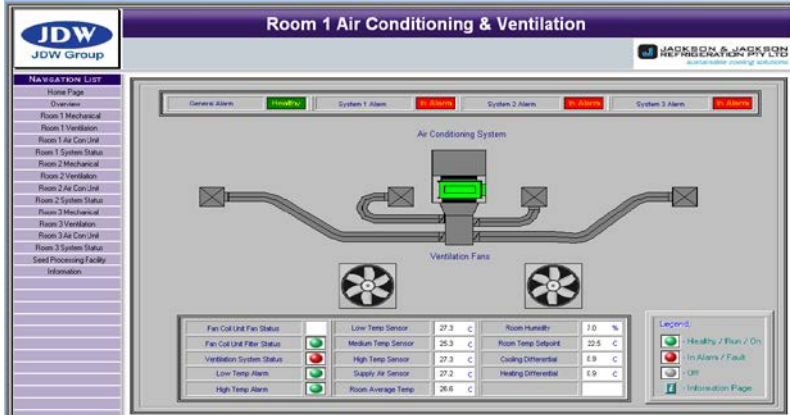 Room 1 Air Conditioning & Ventilation
JDW
JDW Group
JACKSON & JACKSON
REFRIGERATION PTY LTD
sustainable cooling solutions
NAVIGATION LIST
Home Page
Overview
Room 1 Mechanical
Room 1 Ventilation
Room 1 Air Con Unit
Room 1 System Status
Room 2 Mechanical
Room 2 Ventilation
Room 2 Air Con Unit
Room 2 System Status
Room 3 Mechanical
Room 3 Ventilation
Room 3 Air Con Unit
Room 3 System Status
Seed Processing Facility
Information
General Alarm Healthy System 1 Alarm In Alarm System 2 Alarm In Alarm System 3 Alarm In Alarm
Air Conditioning System
Ventilation Fans
Fan Coil Unit Fan Status Low Temp Sensor 27.3 C Room Humidity 7.0 %
Fan Coil Unit Filter Status Medium Temp Sensor 25.3 C Room Temp Setpoint 22.5 C
Ventilation System Status High Temp Sensor 27.3 C Cooling Differential 0.9 C
Low Temp Alarm Supply Air Sensor 27.2 C Heating Differential 0.9 C
High Temp Alarm Room Average Temp 26.6 C
Legend:
- Healthy / Run / On
- In Alarm / Fault
- Off
i - Information Page